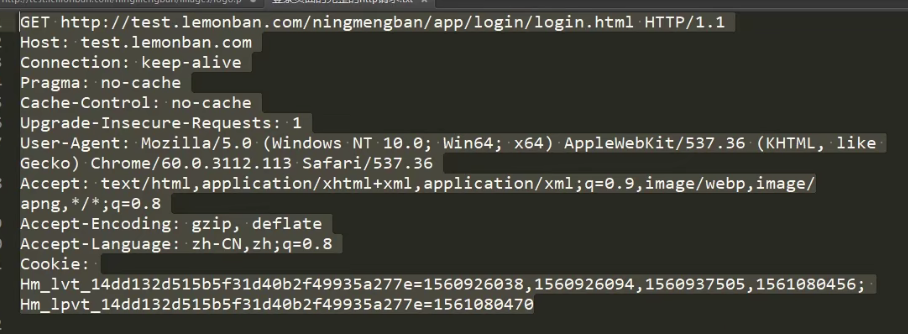 GET http://test.lemonban.com/ningmengban/app/login/login.html HTTP/1.1
Host: test.lemonban.com
Connection: keep-alive
Pragma: no-cache
Cache-Control: no-cache
Upgrade-Insecure-Requests: 1
User-Agent: Mozilla/5.0 (Windows NT 10.0; Win64; x64) AppleWebKit/537.36 (KHTML, like
Gecko) Chrome/60.0.3112.113 Safari/537.36
Accept: text/html,application/xhtml+xml,application/xml;q=0.9,image/webp,image/
apng,*/*;q=0.8
Accept-Encoding: gzip, deflate
Accept-Language: zh-CN,zh;q=0.8
Cookie:
Hm_lvt_14dd132d515b5f31d40b2f49935a277e=1560926038,1560926094,1560937505,1561080456;
Hm_lpvt_14dd132d515b5f31d40b2f49935a277e=1561080470